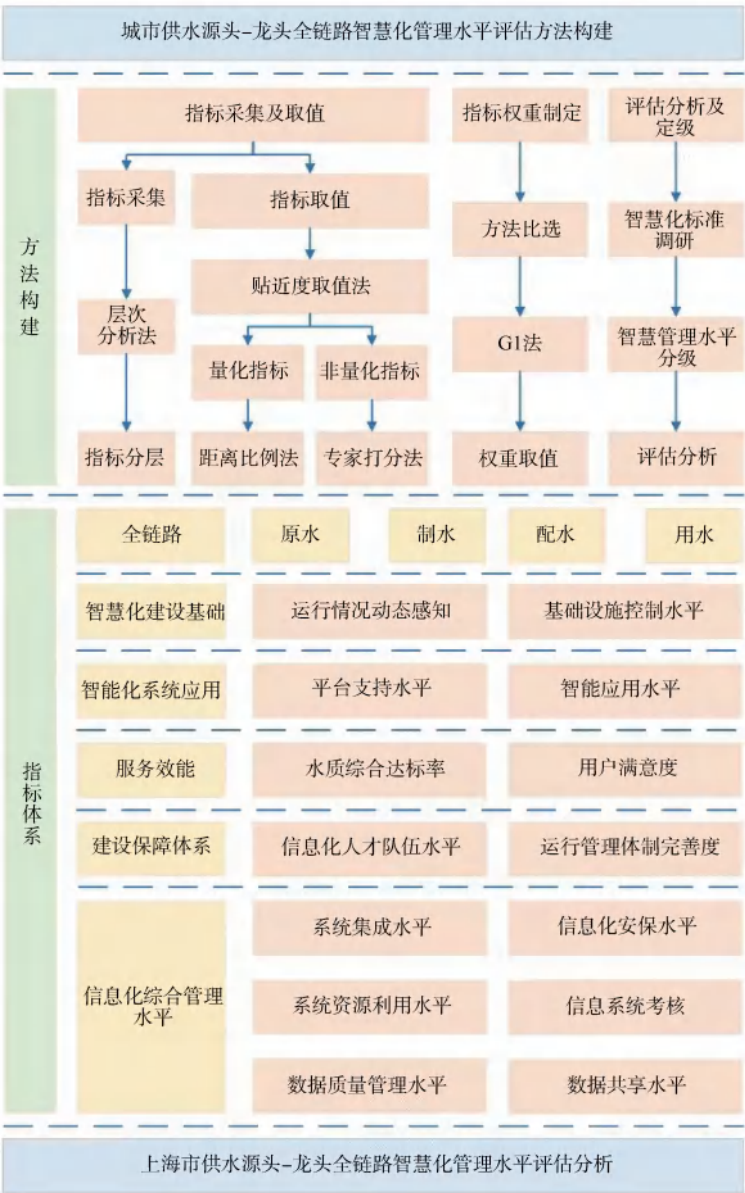 城市供水源头-龙头全链路智慧化管理水平评估方法构建
方法构建
指标采集及取值
指标权重制定
评估分析及
定级
指标采集
指标取值
方法比选
智慧化标准
调研
贴近度取值法
层次
分析法
G1法
智慧管理水平
分级
量化指标
非量化指标
指标分层
距离比例法
专家打分法
权重取值
评估分析
指标体系
全链路
原水
制水
配水
用水
智慧化建设基础
运行情况动态感知
基础设施控制水平
智能化系统应用
平台支持水平
智能应用水平
服务效能
水质综合达标率
用户满意度
建设保障体系
信息化人才队伍水平
运行管理体制完善度
信息化综合管理
水平
系统集成水平
信息化安保水平
系统资源利用水平
信息系统考核
数据质量管理水平
数据共享水平
上海市供水源头-龙头全链路智慧化管理水平评估分析